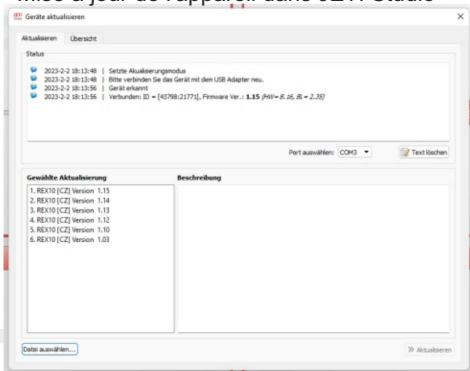 Mise à jour de l'appareil dans JETI Studio
Geräte aktualisieren
Aktualisieren Übersicht
Status
2023-2-2 18:13:48 | Setzte Akualisierungsmodus
2023-2-2 18:13:48 | Bitte verbinden Sie das Gerät mit dem USB Adapter neu.
2023-2-2 18:13:56 | Gerät erkannt
2023-2-2 18:13:56 | Verbunden: ID = [43798:21771], Firmware Ver.: 1.15 (HW= 8.16, BL = 2.35)
Port auswählen: COM3 Text löschen
Gewählte Aktualisierung Beschreibung
1. REX10 [CZ] Version 1.15
2. REX10 [CZ] Version 1.14
3. REX10 [CZ] Version 1.13
4. REX10 [CZ] Version 1.12
5. REX10 [CZ] Version 1.10
6. REX10 [CZ] Version 1.03
Datei auswählen... Aktualisieren